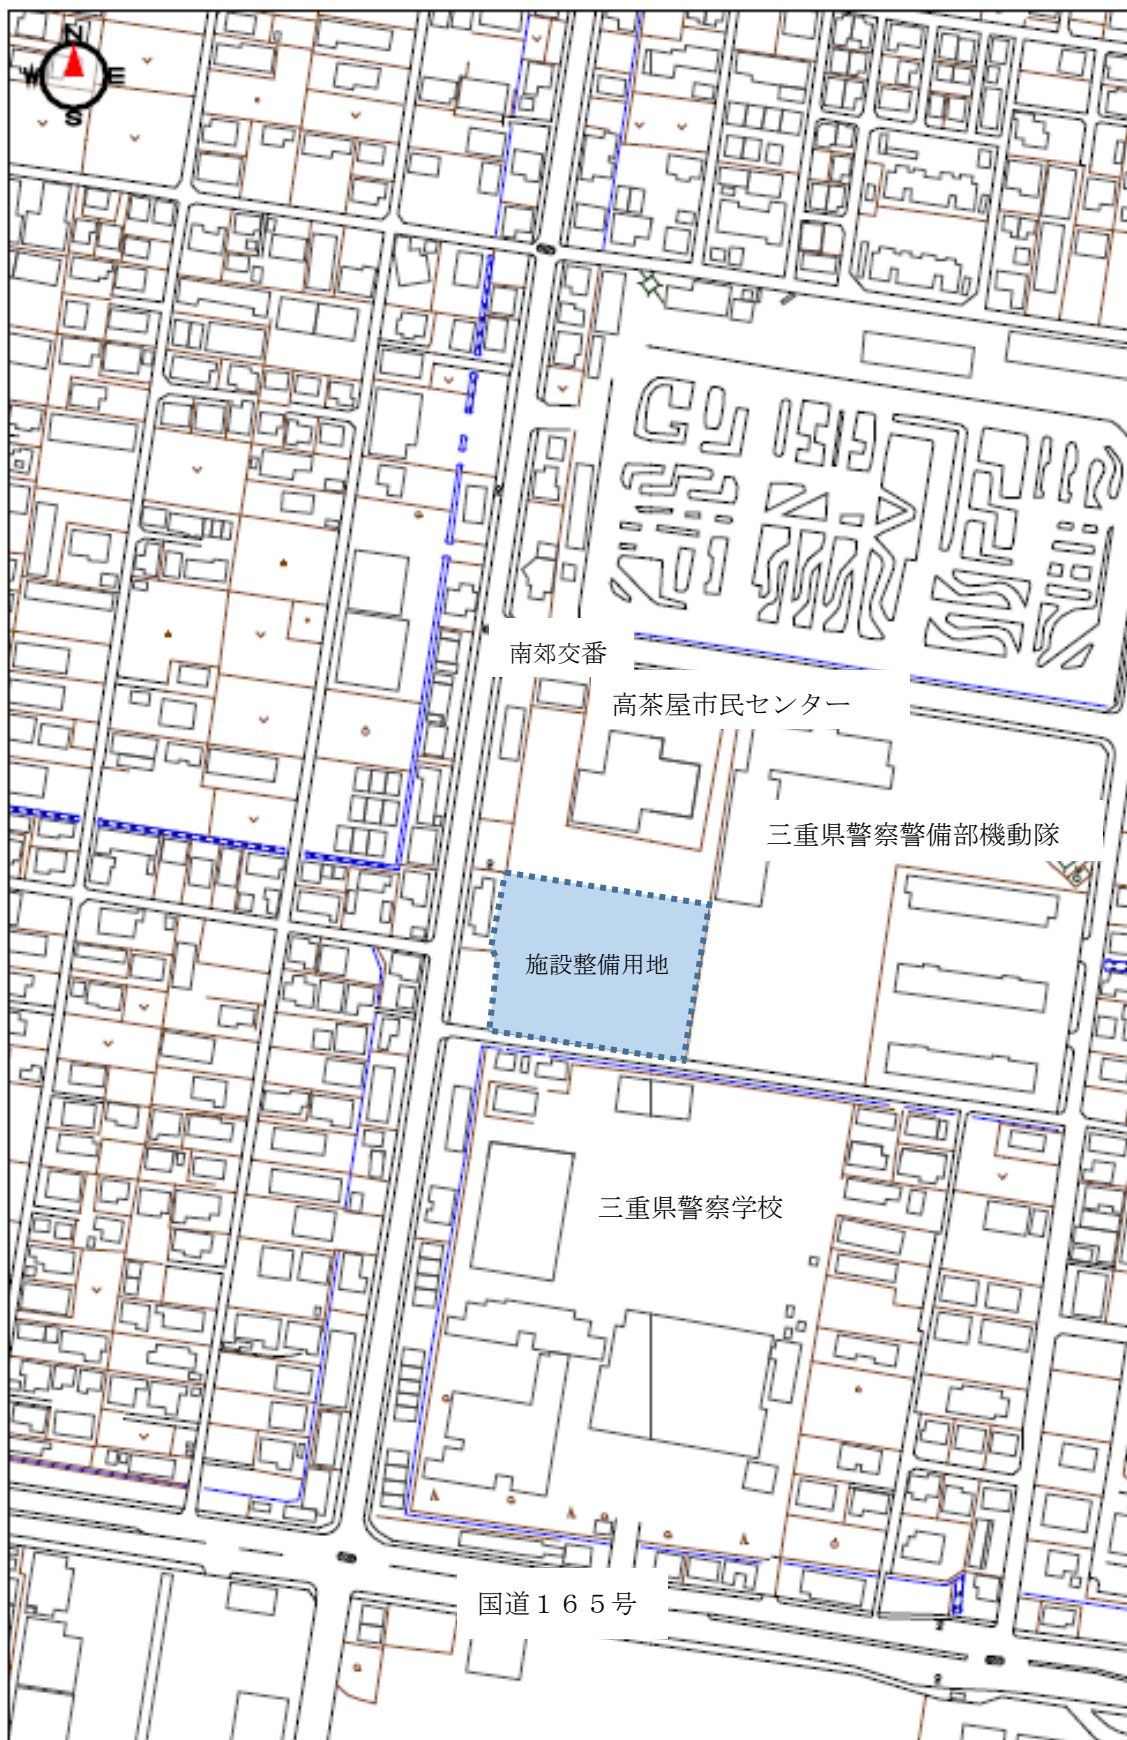 N
W E
S
南郊交番
高茶屋市民センター
三重県警察警備部機動隊
施設整備用地
三重県警察学校
国道１６５号